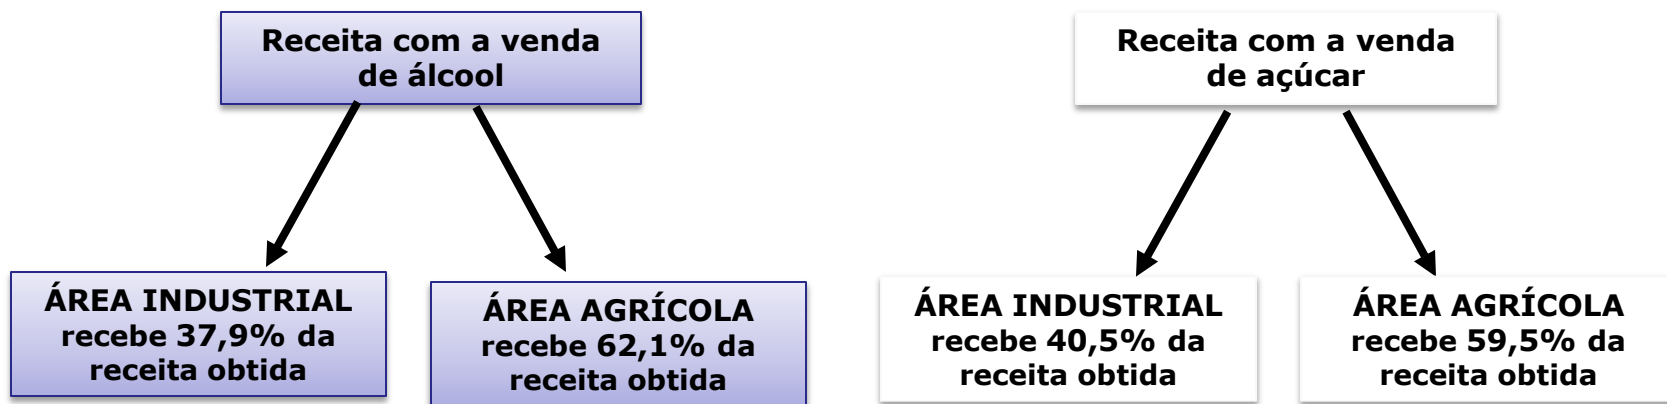 Receita com a venda
de álcool
ÁREA INDUSTRIAL
recebe 37,9% da
receita obtida
ÁREA AGRÍCOLA
recebe 62,1% da
receita obtida
Receita com a venda
de açúcar
ÁREA INDUSTRIAL
recebe 40,5% da
receita obtida
ÁREA AGRÍCOLA
recebe 59,5% da
receita obtida